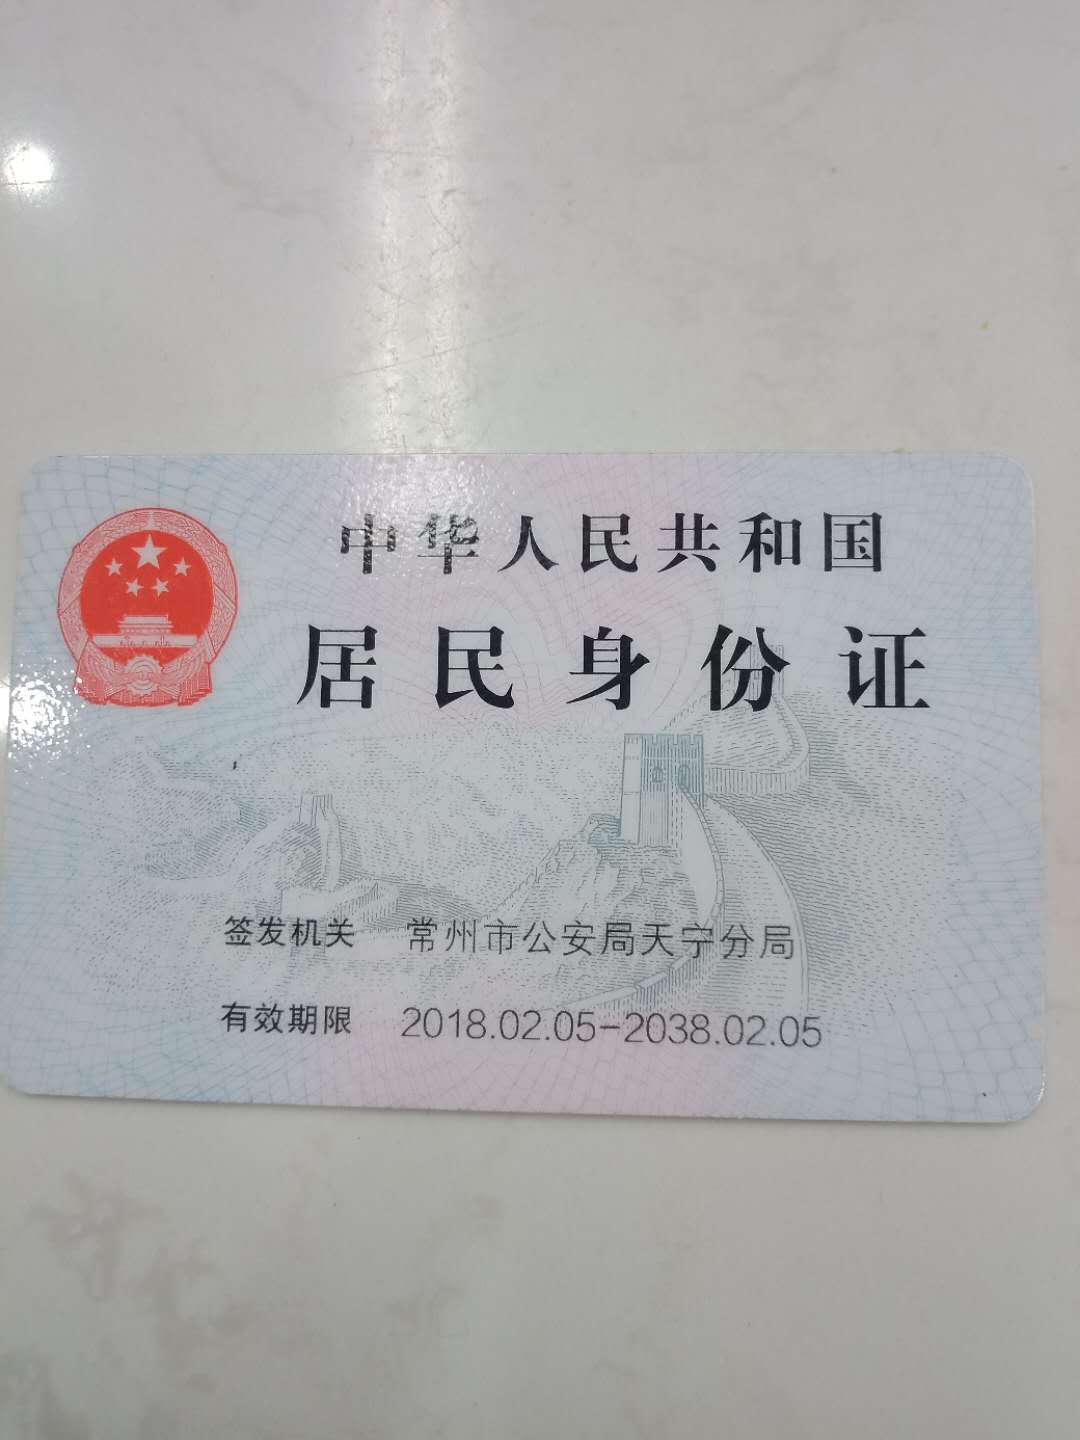 中华人民共和国
居民身份证
签发机关 常州市公安局天宁分局
有效期限 2018.02.05-2038.02.05